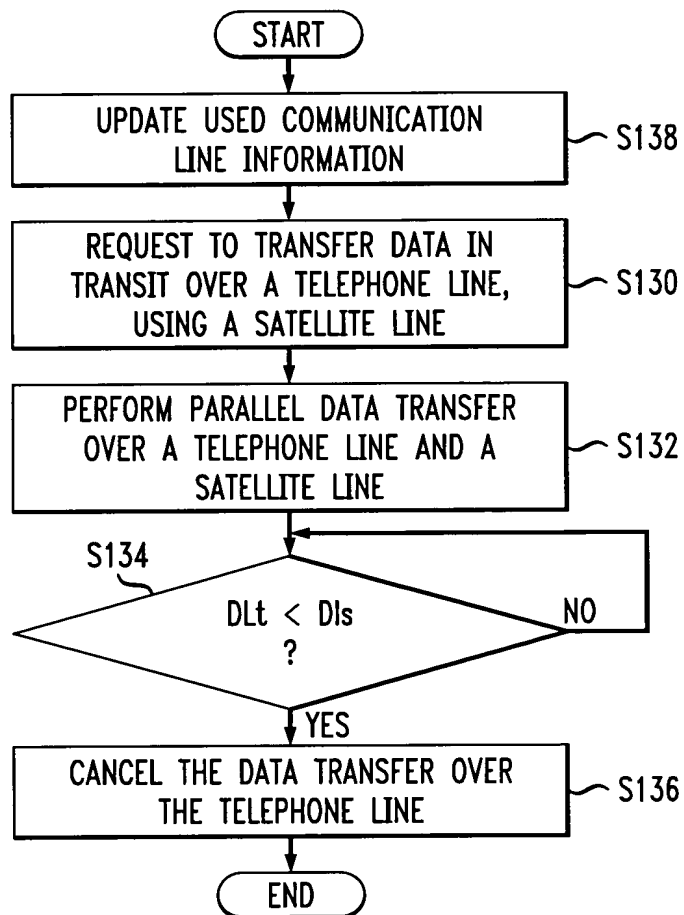 START
UPDATE USED COMMUNICATION
LINE INFORMATION
S138
REQUEST TO TRANSFER DATA IN
TRANSIT OVER A TELEPHONE LINE,
USING A SATELLITE LINE
S130
PERFORM PARALLEL DATA TRANSFER
OVER A TELEPHONE LINE AND A
SATELLITE LINE
S132
S134
DLt < DIs
?
NO
YES
CANCEL THE DATA TRANSFER OVER
THE TELEPHONE LINE
S136
END